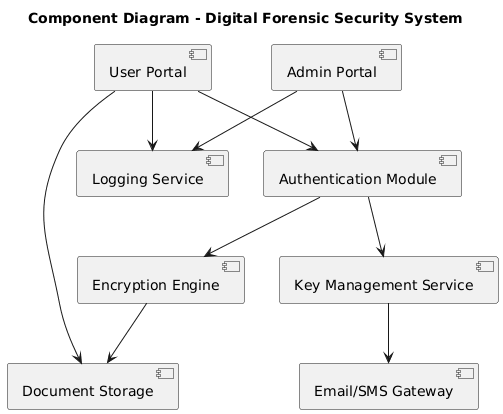 Component Diagram - Digital Forensic Security System
User Portal
Admin Portal
Logging Service
Authentication Module
Encryption Engine
Key Management Service
Document Storage
Email/SMS Gateway